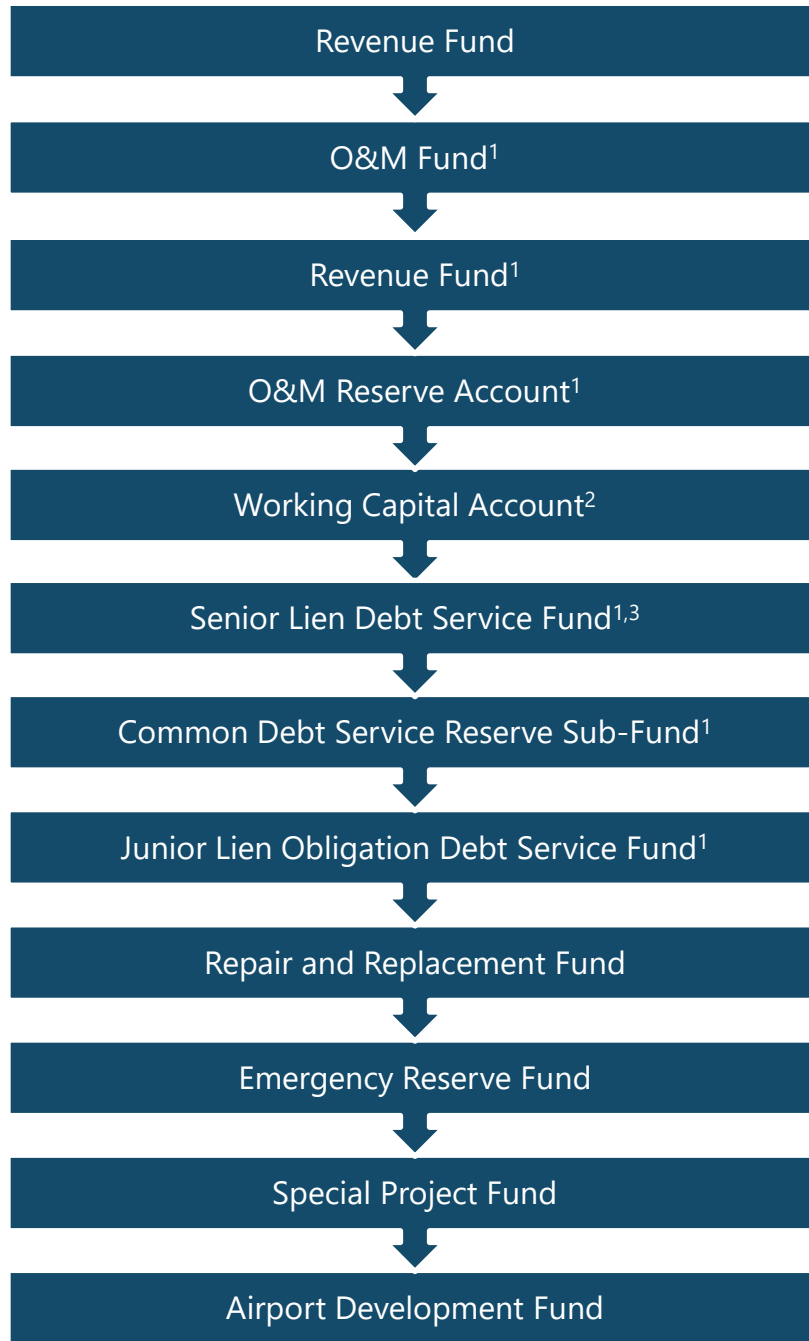 Revenue Fund
O&M Fund¹
Revenue Fund¹
O&M Reserve Account¹
Working Capital Account²
Senior Lien Debt Service Fund¹,³
Common Debt Service Reserve Sub-Fund¹
Junior Lien Obligation Debt Service Fund¹
Repair and Replacement Fund
Emergency Reserve Fund
Special Project Fund
Airport Development Fund